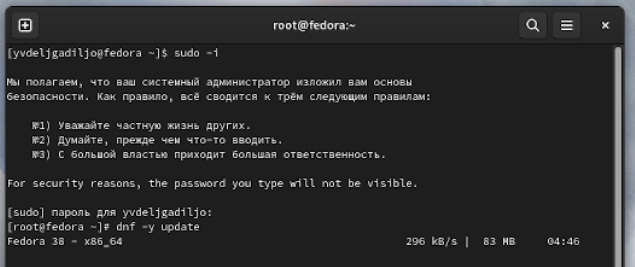 root@fedora:~
[yvdeljgadiljo@fedora ~]$ sudo -i
Мы полагаем, что ваш системный администратор изложил вам основы
безопасности. Как правило, всё сводится к трём следующим правилам:
№1) Уважайте частную жизнь других.
№2) Думайте, прежде чем что-то вводить.
№3) С большой властью приходит большая ответственность.
For security reasons, the password you type will not be visible.
[sudo] пароль для yvdeljgadiljo:
[root@fedora ~]# dnf -y update
Fedora 38 - x86_64 296 kB/s | 83 MB 04:46